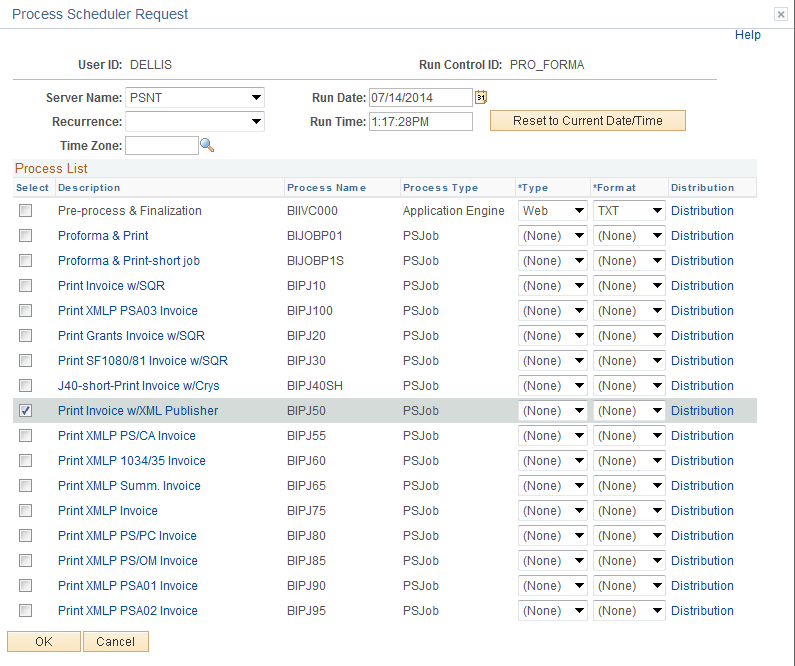 Process Scheduler Request
Help
User ID: DELLIS Run Control ID: PRO_FORMA
Server Name: PSNT Run Date: 07/14/2014 31
Recurrence: Run Time: 1:17:28PM Reset to Current Date/Time
Time Zone:
Process List
Select Description Process Name Process Type *Type *Format Distribution
Pre-process & Finalization BIIVC000 Application Engine Web TXT Distribution
Proforma & Print BIJOBP01 PSJob (None) (None) Distribution
Proforma & Print-short job BIJOBP1S PSJob (None) (None) Distribution
Print Invoice w/SQR BIPJ10 PSJob (None) (None) Distribution
Print XMLP PSA03 Invoice BIPJ100 PSJob (None) (None) Distribution
Print Grants Invoice w/SQR BIPJ20 PSJob (None) (None) Distribution
Print SF1080/81 Invoice w/SQR BIPJ30 PSJob (None) (None) Distribution
J40-short-Print Invoice w/Crys BIPJ40SH PSJob (None) (None) Distribution
Print Invoice w/XML Publisher BIPJ50 PSJob (None) (None) Distribution
Print XMLP PS/CA Invoice BIPJ55 PSJob (None) (None) Distribution
Print XMLP 1034/35 Invoice BIPJ60 PSJob (None) (None) Distribution
Print XMLP Summ. Invoice BIPJ65 PSJob (None) (None) Distribution
Print XMLP Invoice BIPJ75 PSJob (None) (None) Distribution
Print XMLP PS/PC Invoice BIPJ80 PSJob (None) (None) Distribution
Print XMLP PS/OM Invoice BIPJ85 PSJob (None) (None) Distribution
Print XMLP PSA01 Invoice BIPJ90 PSJob (None) (None) Distribution
Print XMLP PSA02 Invoice BIPJ95 PSJob (None) (None) Distribution
OK Cancel